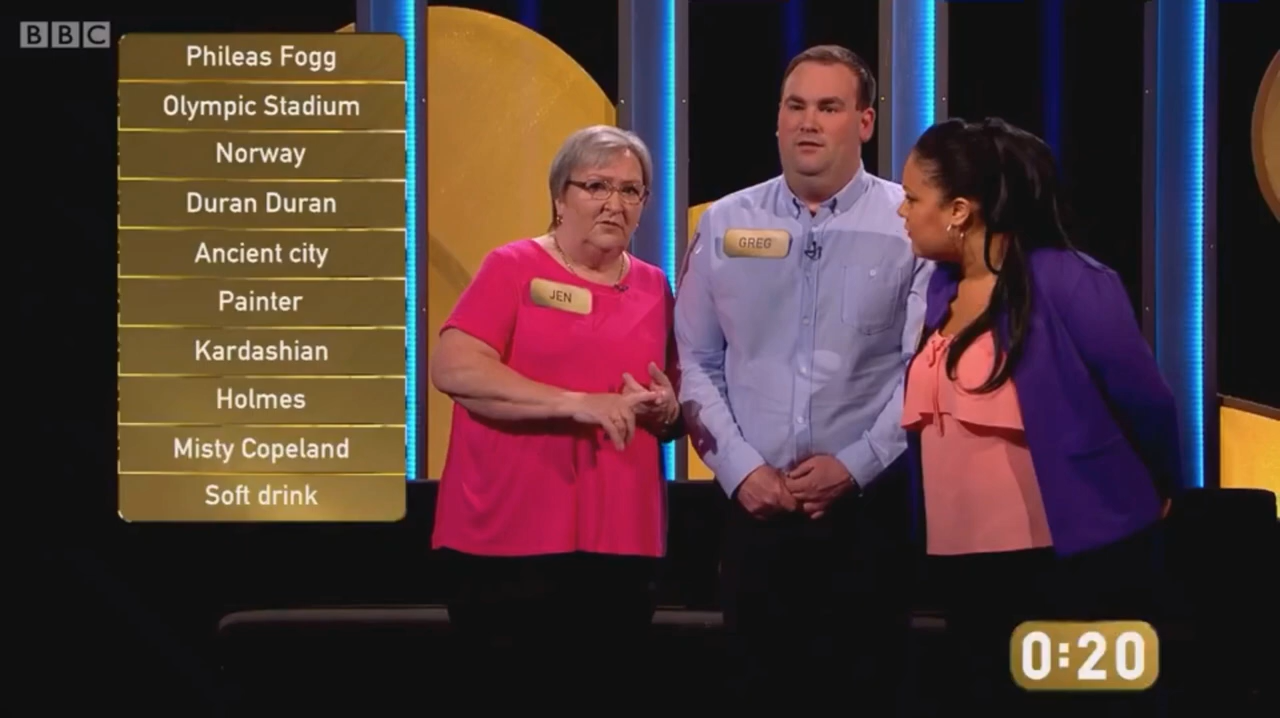 BBC
Phileas Fogg
Olympic Stadium
Norway
Duran Duran
Ancient city
Painter
Kardashian
Holmes
Misty Copeland
Soft drink
JEN
GREG
0:20